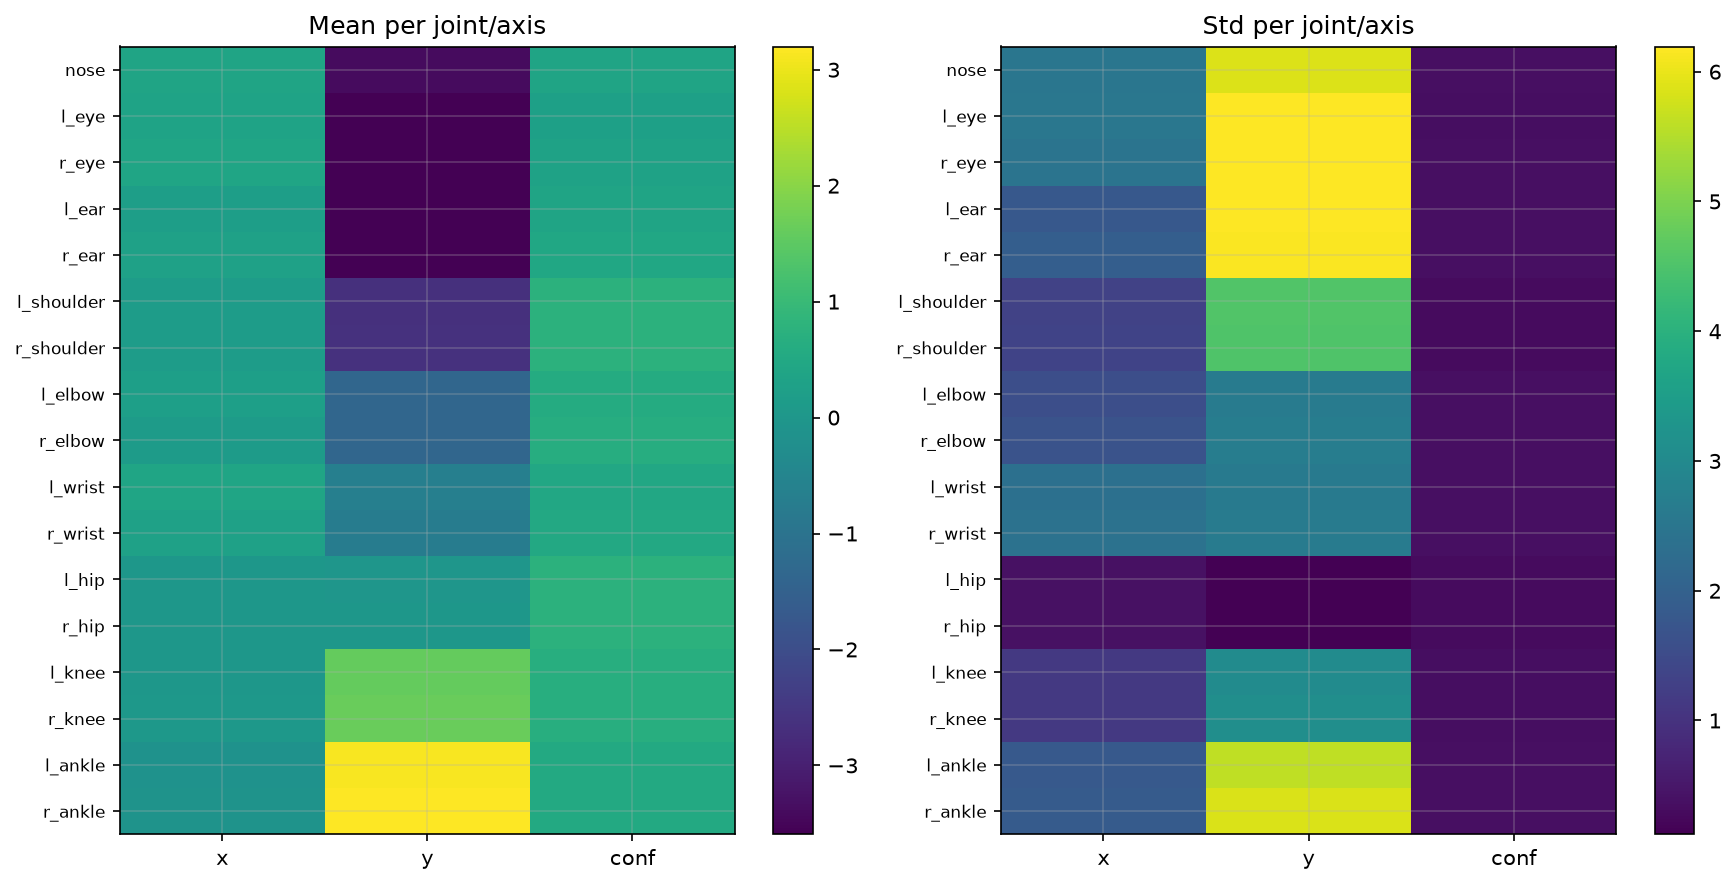 Mean per joint/axis
nose
l_eye
r_eye
l_ear
r_ear
l_shoulder
r_shoulder
l_elbow
r_elbow
l_wrist
r_wrist
l_hip
r_hip
l_knee
r_knee
l_ankle
r_ankle
x y conf
3
2
1
0
−1
−2
−3
Std per joint/axis
nose
l_eye
r_eye
l_ear
r_ear
l_shoulder
r_shoulder
l_elbow
r_elbow
l_wrist
r_wrist
l_hip
r_hip
l_knee
r_knee
l_ankle
r_ankle
x y conf
6
5
4
3
2
1